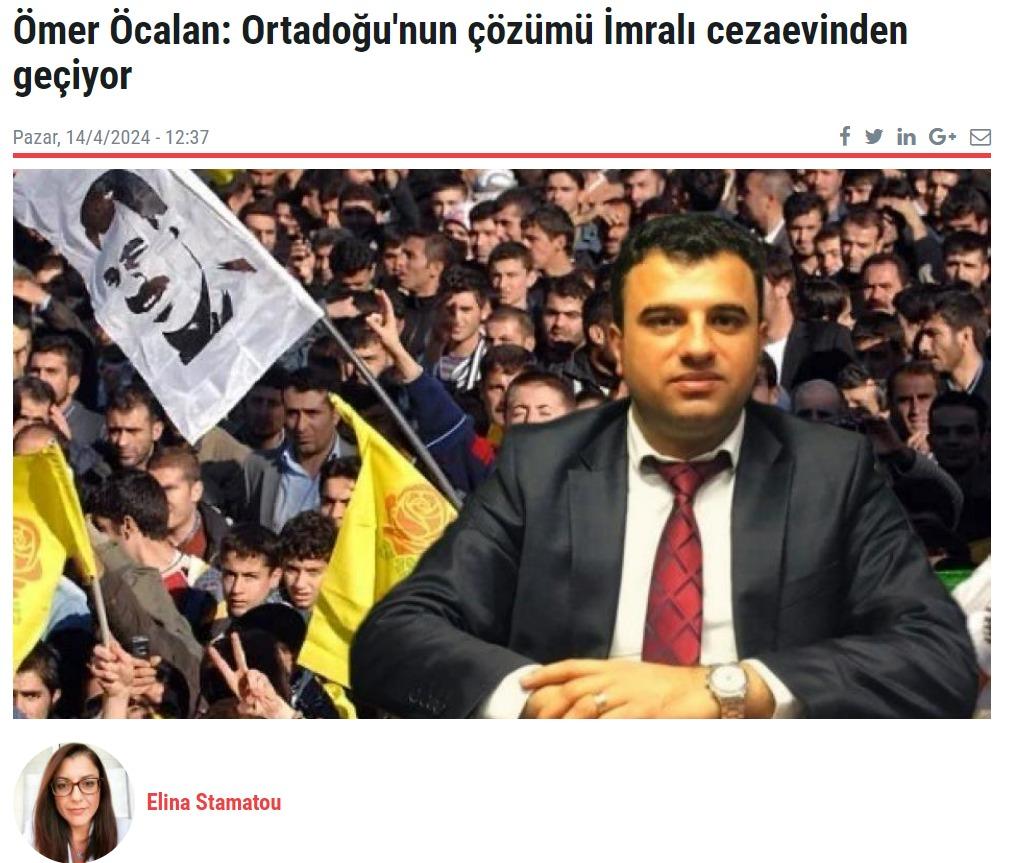 Ömer Öcalan: Ortadoğu'nun çözümü İmralı cezaevinden
geçiyor
Pazar, 14/4/2024 - 12:37
Elina Stamatou